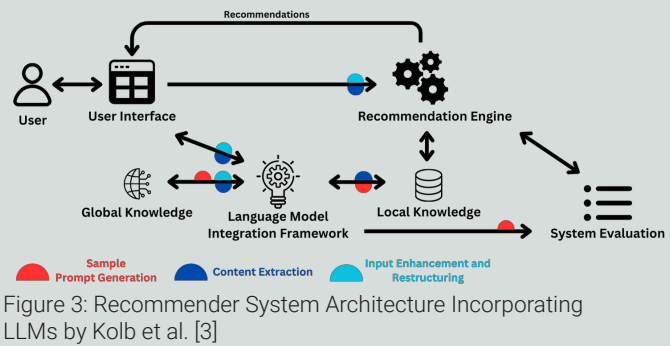 Recommendations
User
User Interface
Recommendation Engine
Global Knowledge
Language Model
Integration Framework
Local Knowledge
System Evaluation
Sample
Prompt Generation
Content Extraction
Input Enhancement and
Restructuring
Figure 3: Recommender System Architecture Incorporating
LLMs by Kolb et al. [3]